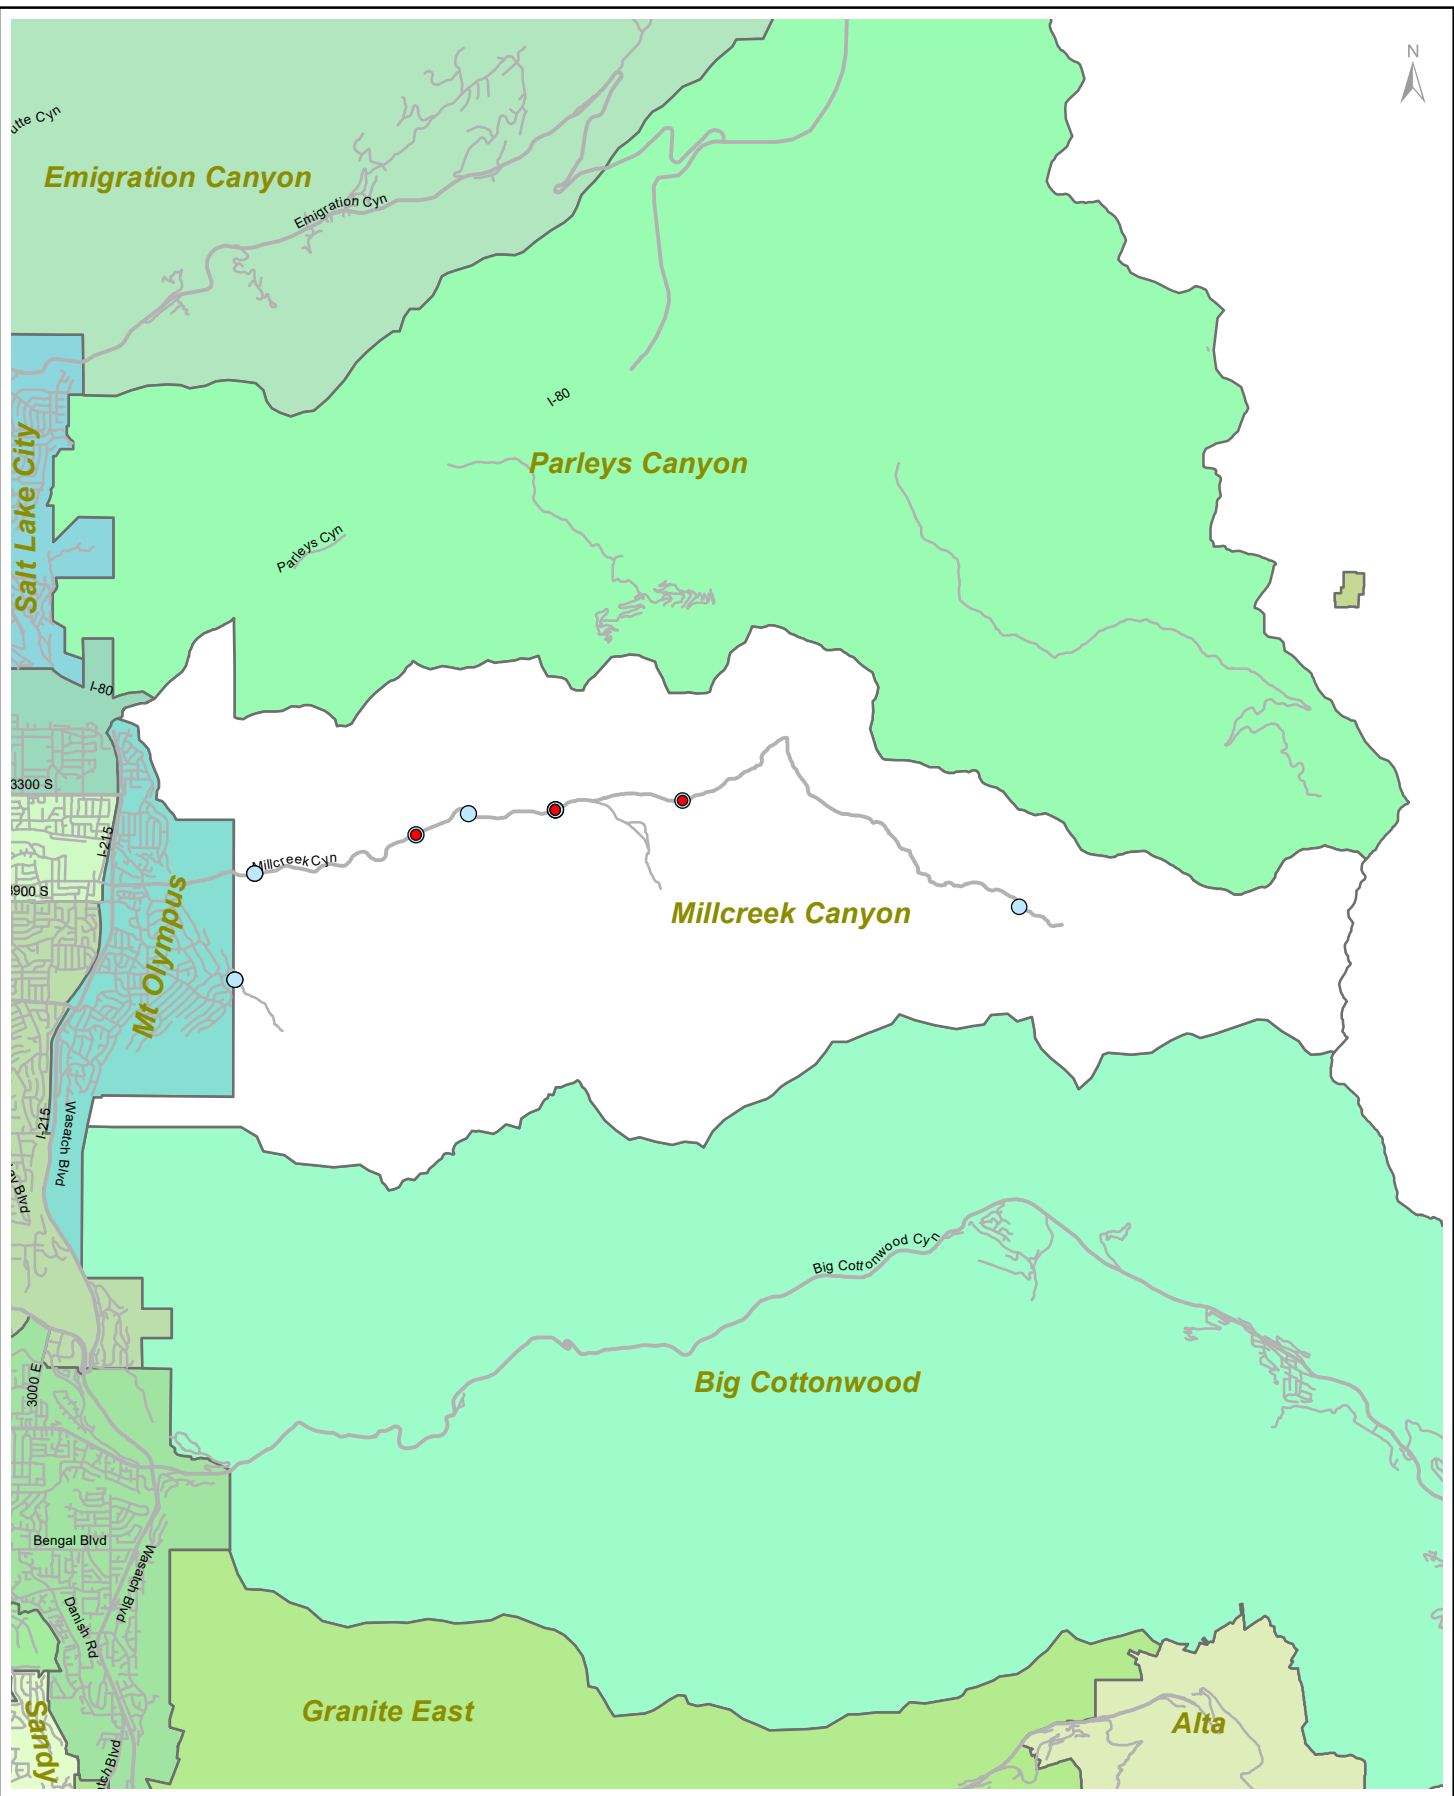 N
Emigration Canyon
Emigration Cyn
I-80
Parleys Canyon
Salt Lake City
Parleys Cyn
I-80
3300 S
I-215
Millcreek Cyn
3900 S
Millcreek Canyon
Mt Olympus
I-215
Wasatch Blvd
Blvd
Big Cottonwood Cyn
3000 E
Big Cottonwood
Bengal Blvd
Wasatch Blvd
Danish Rd
Sandy
Granite East
Alta